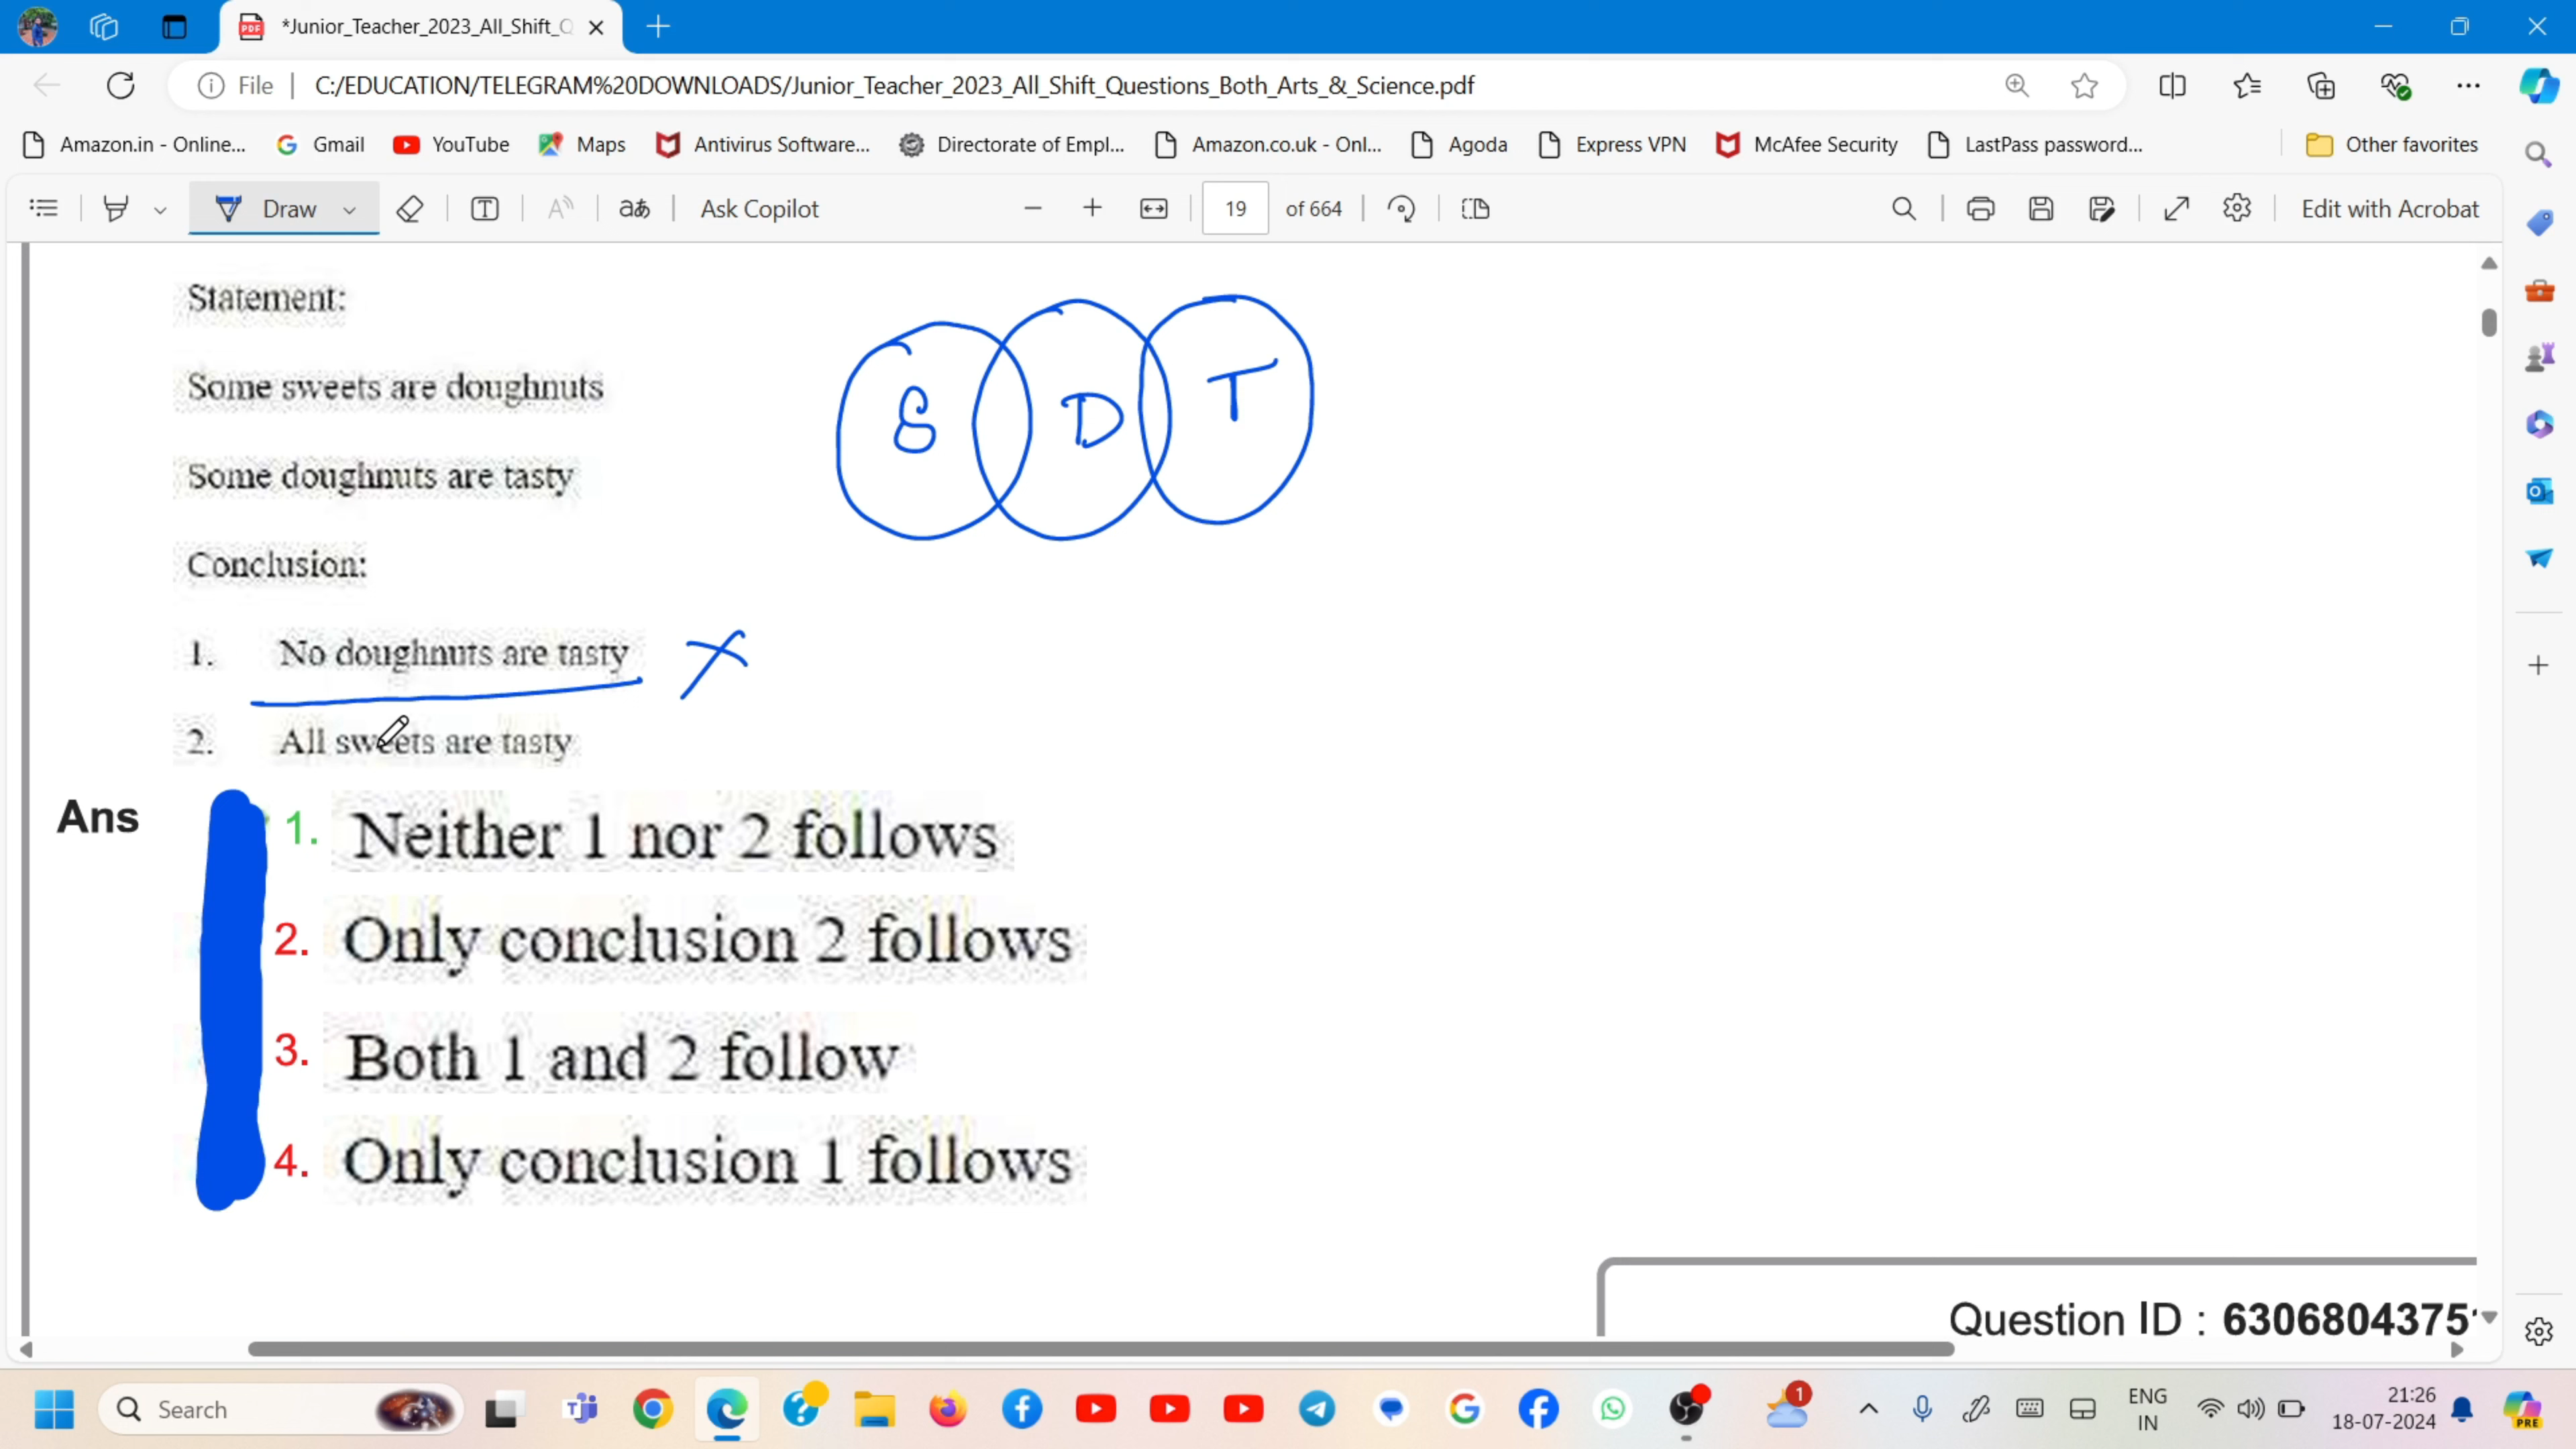 *Junior_Teacher_2023_All_Shift_Q
File | C:/EDUCATION/TELEGRAM%20DOWNLOADS/Junior_Teacher_2023_All_Shift_Questions_Both_Arts_&_Science.pdf
Amazon.in - Online... Gmail YouTube Maps Antivirus Software... Directorate of Empl... Amazon.co.uk - Onl... Agoda Express VPN McAfee Security LastPass password... Other favorites
Draw Ask Copilot 19 of 664 Edit with Acrobat
Statement:
Some sweets are doughnuts
Some doughnuts are tasty
S D T
Conclusion:
1. No doughnuts are tasty
2. All sweets are tasty
Ans 1. Neither 1 nor 2 follows
2. Only conclusion 2 follows
3. Both 1 and 2 follow
4. Only conclusion 1 follows
Question ID : 6306804375
Search
1
ENG
IN
21:26
18-07-2024
PRE